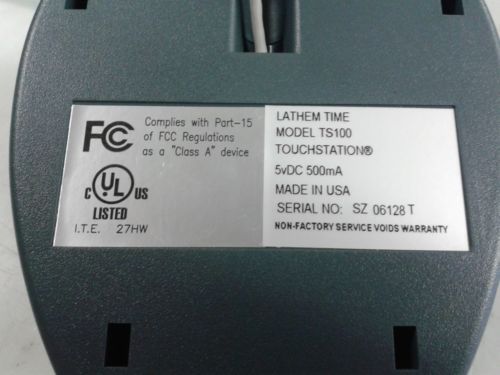 FCC
Complies with Part-15
of FCC Regulations
as a "Class A" device
C UL US
LISTED
I.T.E. 27HW
LATHEM TIME
MODEL TS100
TOUCHSTATION®
5vDC 500mA
MADE IN USA
SERIAL NO: SZ 06128 T
NON-FACTORY SERVICE VOIDS WARRANTY